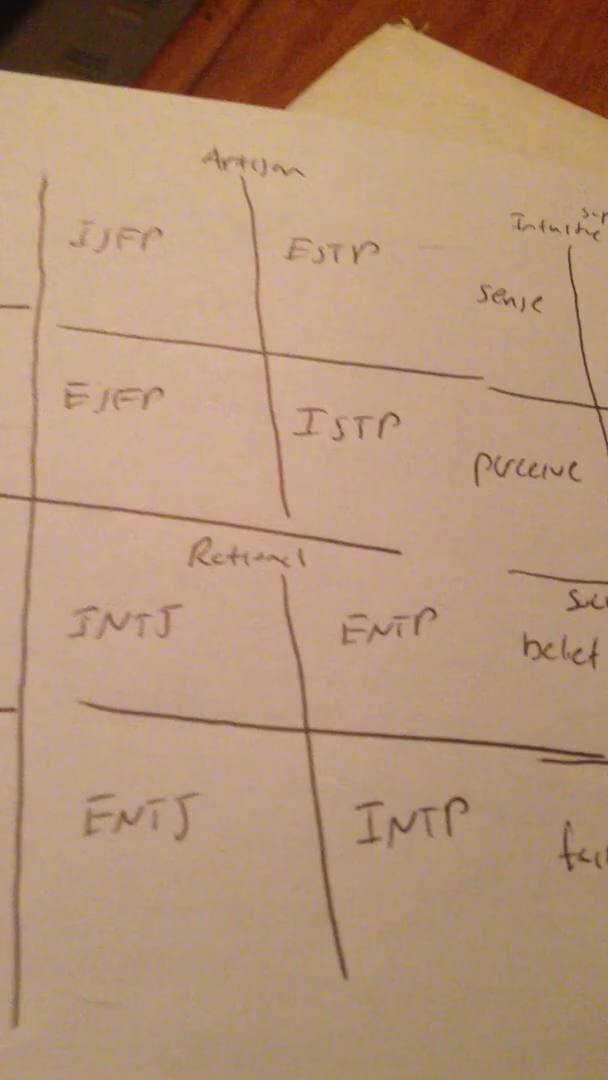 Artisan
ISFP ESTP
ESFP ISTP
Rational
INTJ ENTP
ENTJ INTP
Intuitive
sense
perceive
belief